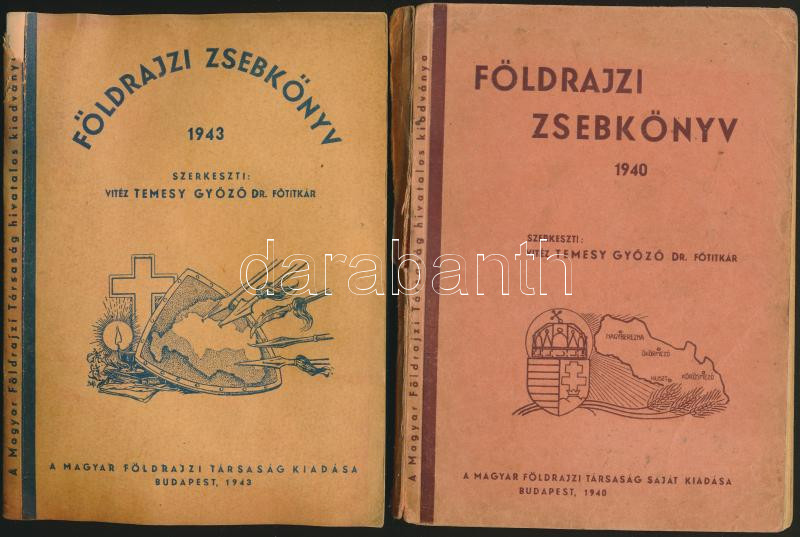 A Magyar Földrajzi Társaság hivatalos kiadványa
FÖLDRAJZI ZSEBKÖNYV
1943
SZERKESZTI:
VITÉZ TEMESY GYŐZŐ DR. FŐTITKÁR
A MAGYAR FÖLDRAJZI TÁRSASÁG KIADÁSA
BUDAPEST, 1943
A Magyar Földrajzi Társaság hivatalos kiadványa
FÖLDRAJZI
ZSEBKÖNYV
1940
SZERKESZTI:
VITÉZ TEMESY GYŐZŐ DR. FŐTITKÁR
NAGYBEREZNA
ÖKÖRMEZŐ
HUSZT
KŐRÖSMEZŐ
A MAGYAR FÖLDRAJZI TÁRSASÁG SAJÁT KIADÁSA
BUDAPEST, 1940
darabanth